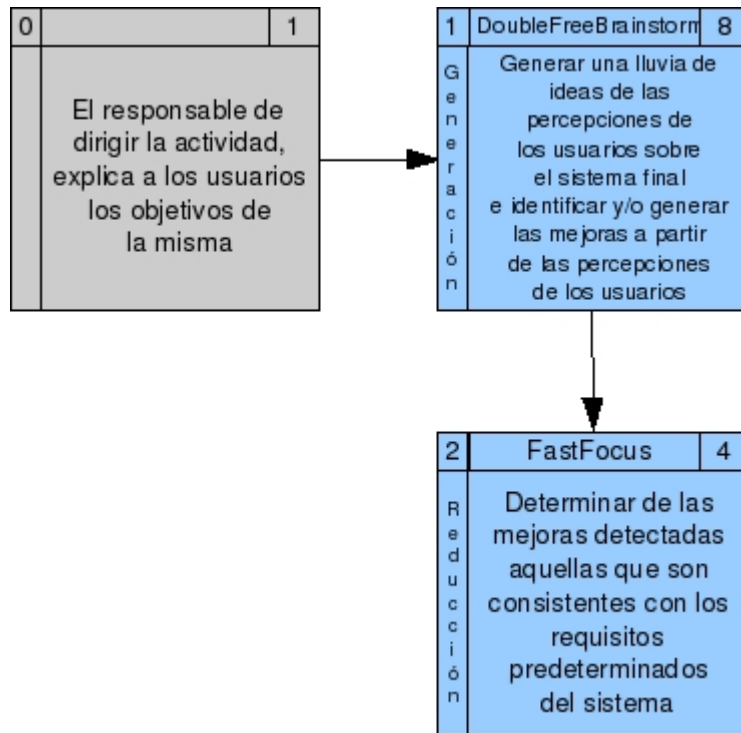 0 1
El responsable de
dirigir la actividad,
explica a los usuarios
los objetivos de
la misma
1 DoubleFreeBrainstorm 8
Generación
Generar una lluvia de
ideas de las
percepciones de
los usuarios sobre
el sistema final
e identificar y/o generar
las mejoras a partir
de las percepciones
de los usuarios
2 FastFocus 4
Reducción
Determinar de las
mejoras detectadas
aquellas que son
consistentes con los
requisitos
predeterminados
del sistema